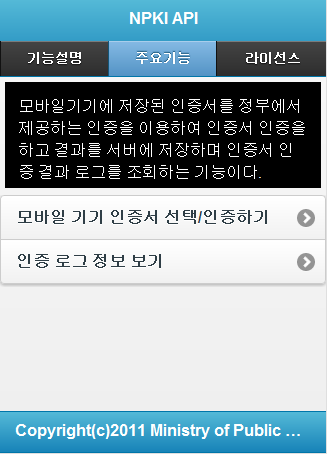 NPKI API
기능설명 주요기능 라이선스
모바일기기에 저장된 인증서를 정부에서
제공하는 인증을 이용하여 인증서 인증을
하고 결과를 서버에 저장하며 인증서 인
증 결과 로그를 조회하는 기능이다.
모바일 기기 인증서 선택/인증하기
인증 로그 정보 보기
Copyright(c)2011 Ministry of Public ...